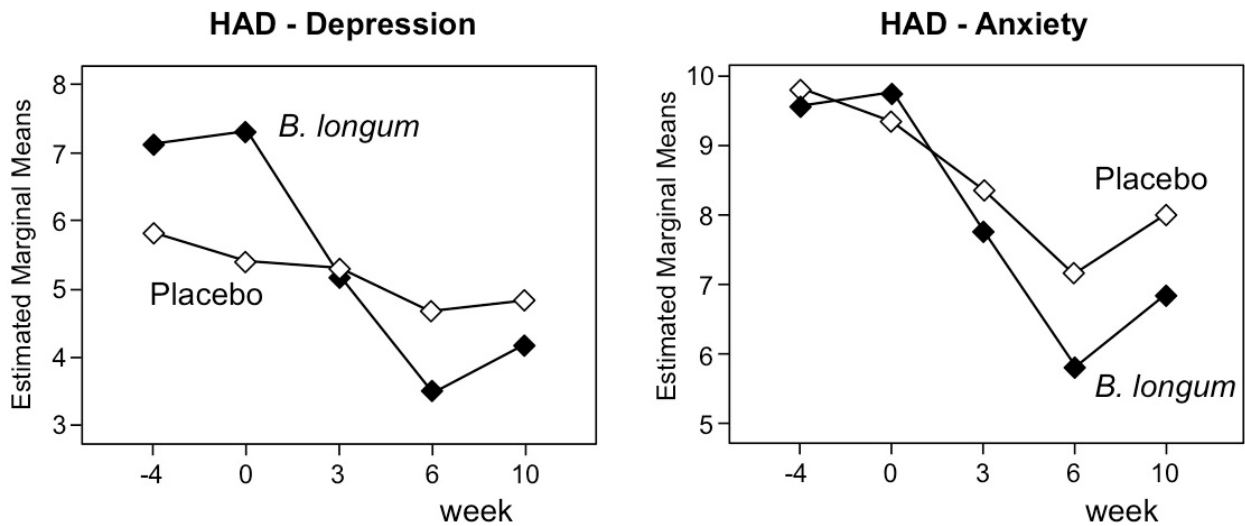 HAD - Depression
Estimated Marginal Means
8
7
6
5
4
3
B. longum
Placebo
-4 0 3 6 10
week
HAD - Anxiety
Estimated Marginal Means
10
9
8
7
6
5
Placebo
B. longum
-4 0 3 6 10
week